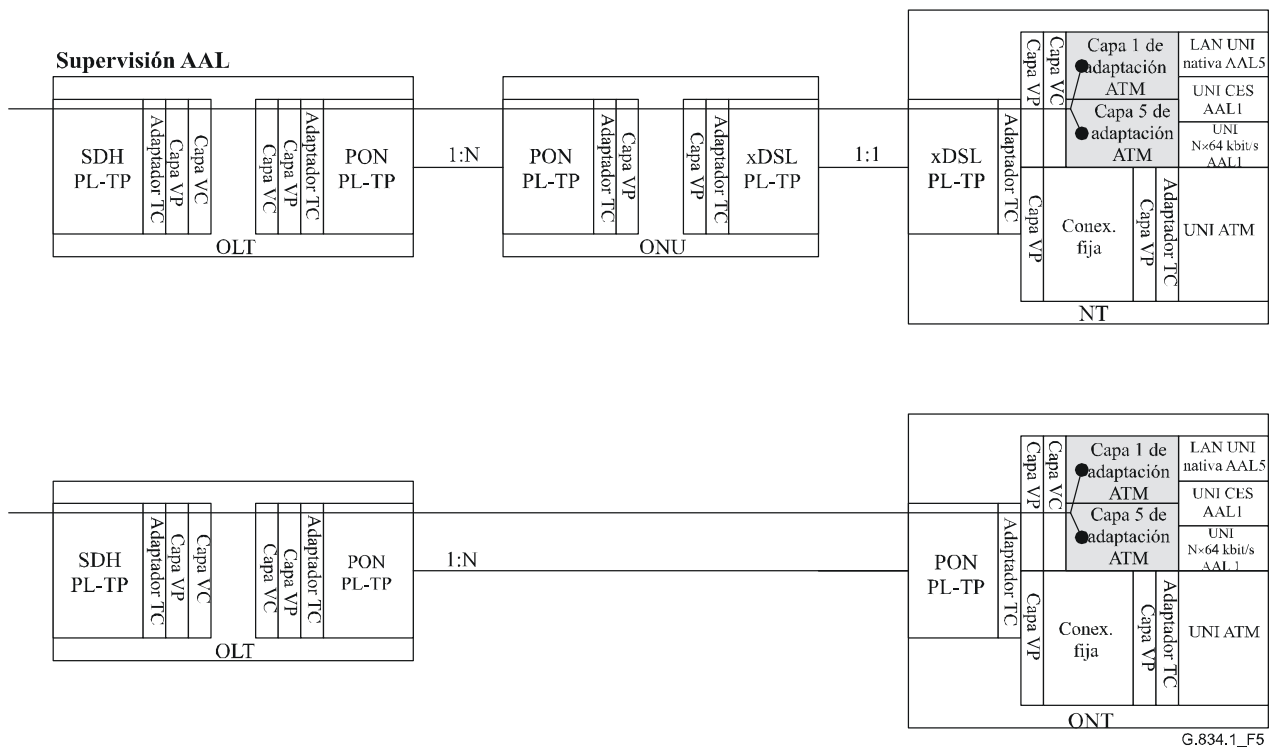 Supervisión AAL
SDH
PL-TP
Adaptador TC
Capa VP
Capa VC
Capa VC
Capa VP
Adaptador TC
PON
PL-TP
OLT
1:N
PON
PL-TP
Adaptador TC
Capa VP
Capa VP
Adaptador TC
xDSL
PL-TP
ONU
1:1
xDSL
PL-TP
Adaptador TC
Capa VP
Capa VC
Capa 1 de
adaptación
ATM
Capa 5 de
adaptación
ATM
LAN UNI
nativa AAL5
UNI CES
AAL1
UNI
N×64 kbit/s
AAL1
Capa VP
Conex.
fija
Capa VP
Adaptador TC
UNI ATM
NT
SDH
PL-TP
Adaptador TC
Capa VP
Capa VC
Capa VC
Capa VP
Adaptador TC
PON
PL-TP
OLT
1:N
PON
PL-TP
Adaptador TC
Capa VP
Capa VC
Capa 1 de
adaptación
ATM
Capa 5 de
adaptación
ATM
LAN UNI
nativa AAL5
UNI CES
AAL1
UNI
N×64 kbit/s
AAL1
Capa VP
Conex.
fija
Capa VP
Adaptador TC
UNI ATM
ONT
G.834.1_F5